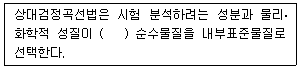 상대검정곡선법은 시험 분석하려는 성분과 물리·
화학적 성질이 (   ) 순수물질을 내부표준물질로
선택한다.